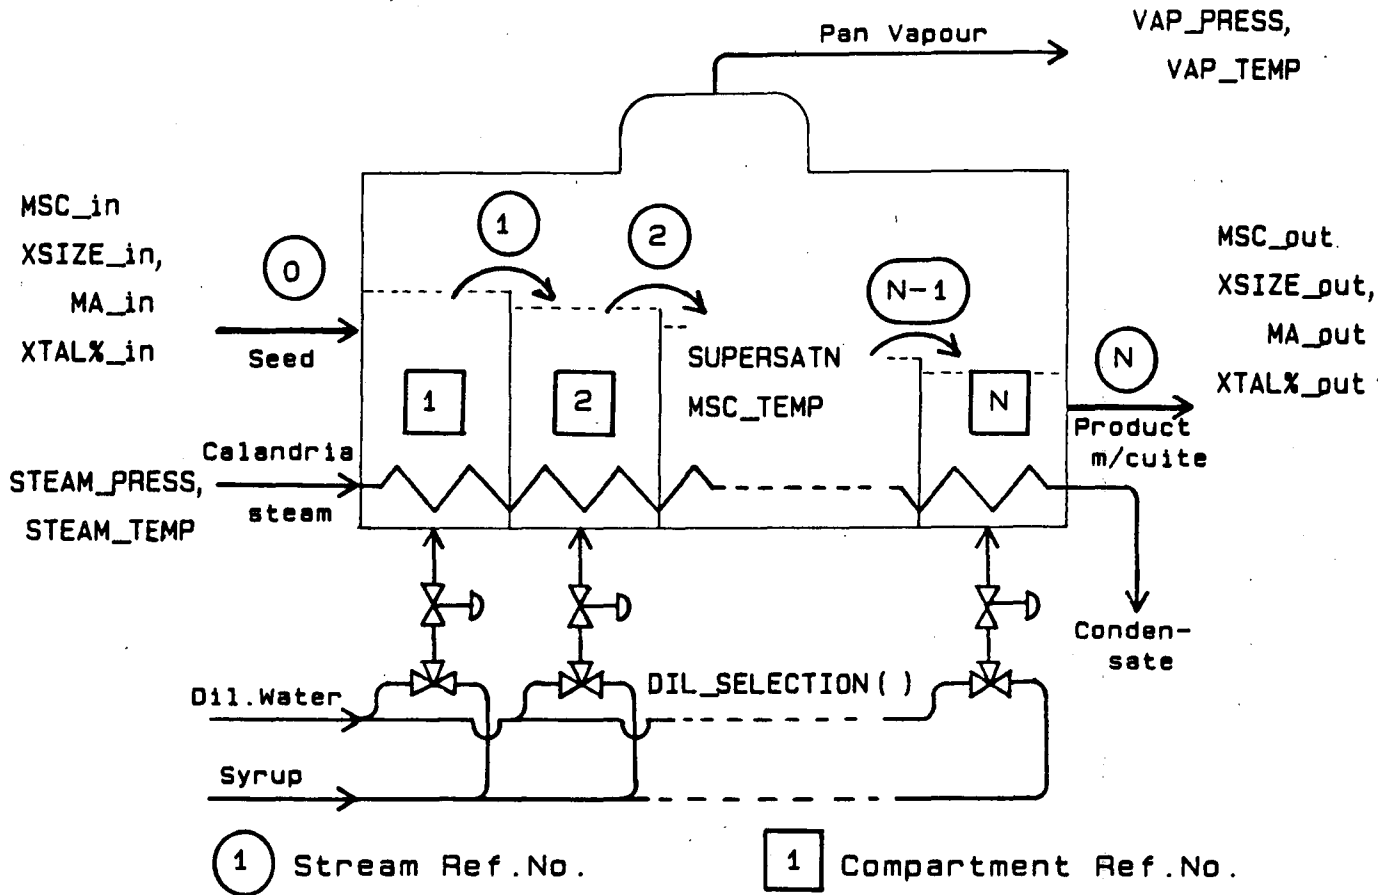 Pan Vapour
VAP_PRESS,
VAP_TEMP
MSC_in
XSIZE_in,
MA_in
XTAL%_in
0
Seed
1
2
N-1
N
MSC_out
XSIZE_out,
MA_out
XTAL%_out
1
2
SUPERSATN
MSC_TEMP
N
Product
m/cuite
Calandria
steam
STEAM_PRESS,
STEAM_TEMP
Conden-
sate
Dil.Water
DIL_SELECTION()
Syrup
1 Stream Ref.No.
1 Compartment Ref.No.